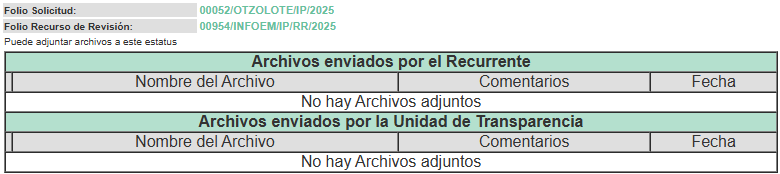 Folio Solicitud: 00052/OTZOLOTE/IP/2025
Folio Recurso de Revisión: 00954/INFOEM/IP/RR/2025
Puede adjuntar archivos a este estatus
Archivos enviados por el Recurrente
Nombre del Archivo Comentarios Fecha
No hay Archivos adjuntos
Archivos enviados por la Unidad de Transparencia
Nombre del Archivo Comentarios Fecha
No hay Archivos adjuntos